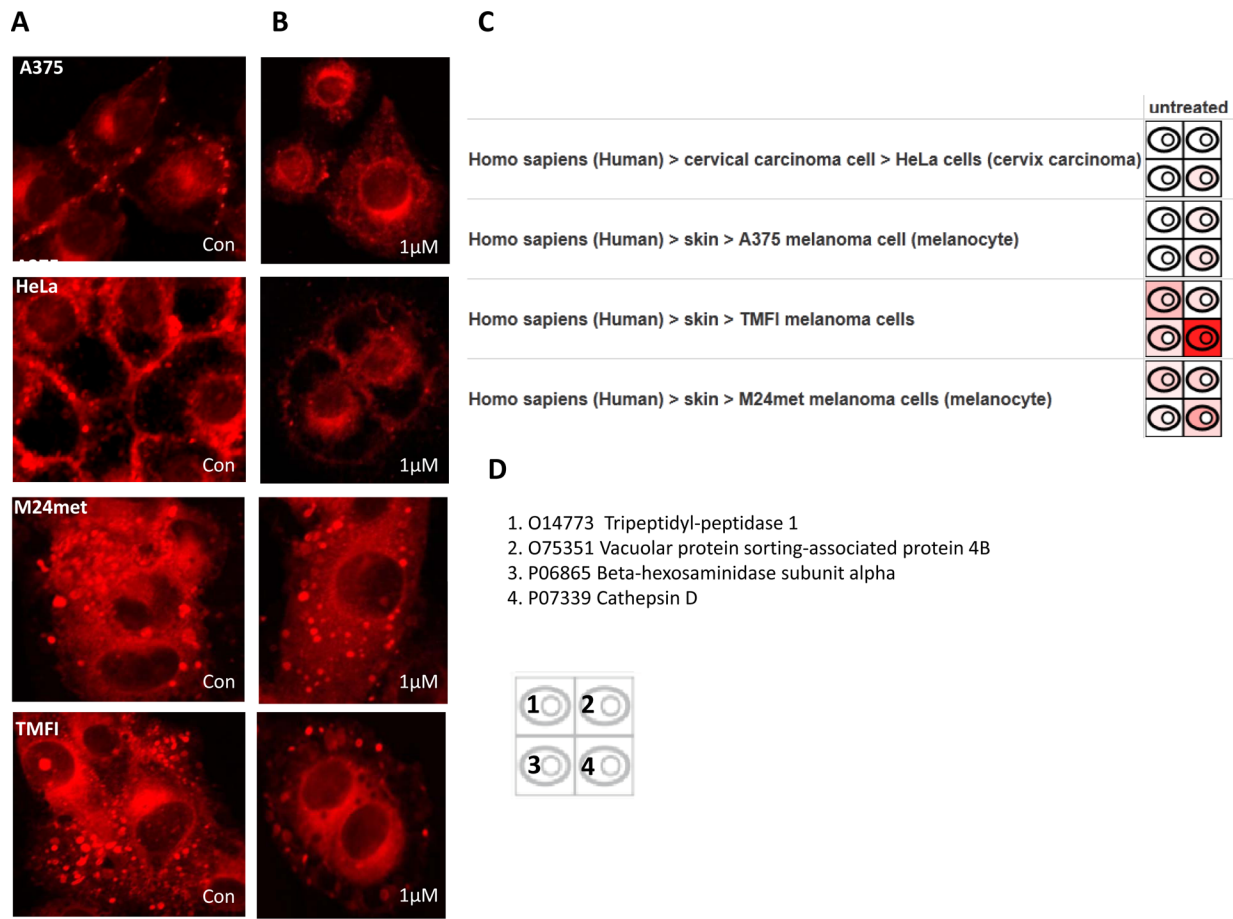 A
B
C
A375
Con
1µM
HeLa
Con
1µM
M24met
Con
1µM
TMFI
Con
1µM
untreated
Homo sapiens (Human) > cervical carcinoma cell > HeLa cells (cervix carcinoma)
Homo sapiens (Human) > skin > A375 melanoma cell (melanocyte)
Homo sapiens (Human) > skin > TMFI melanoma cells
Homo sapiens (Human) > skin > M24met melanoma cells (melanocyte)
D
1. O14773 Tripeptidyl-peptidase 1
2. O75351 Vacuolar protein sorting-associated protein 4B
3. P06865 Beta-hexosaminidase subunit alpha
4. P07339 Cathepsin D
1 2
3 4